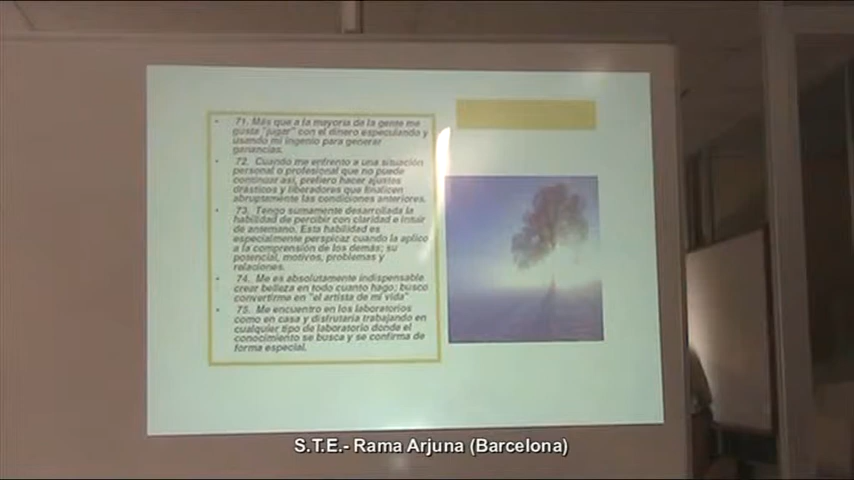 • 71. Más que a la mayoría de la gente me
gusta "jugar" con el dinero especulando y
usando mi ingenio para generar
ganancias.
• 72. Cuando me enfrento a una situación
personal o profesional que no puede
continuar así, prefiero hacer ajustes
drásticos y liberadores que finalicen
abruptamente las condiciones anteriores.
• 73. Tengo sumamente desarrollada la
habilidad de percibir con claridad e intuir
de antemano. Esta habilidad es
especialmente perspicaz cuando la aplico
a la comprensión de los demás; su
potencial, motivos, problemas y
relaciones.
• 74. Me es absolutamente indispensable
crear belleza en todo cuanto hago; busco
convertirme en "el artista de mi vida"
• 75. Me encuentro en los laboratorios
como en casa y disfrutaría trabajando en
cualquier tipo de laboratorio donde el
conocimiento se busca y se confirma de
forma especial.
S.T.E.- Rama Arjuna (Barcelona)